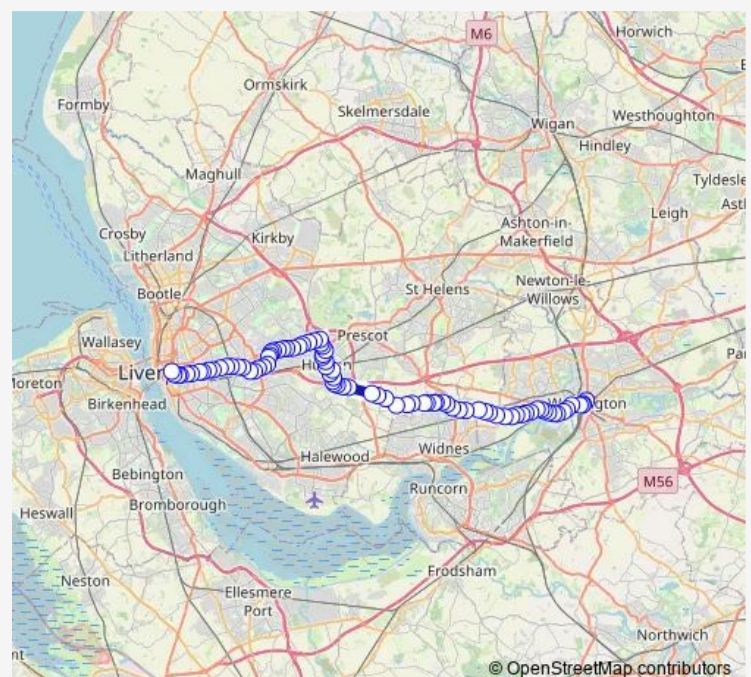 M6
Horwich
Ormskirk
Formby
Skelmersdale
Westhoughton
Wigan
Hindley
Maghull
Tyldesle
Leigh
Crosby
Kirkby
Ashton-in-
Makerfield
Litherland
Newton-le-
Willows
St Helens
Bootle
Prescot
Wallasey
Liver
Moreton
Birkenhead
Halewood
Widnes
Bebington
Runcorn
M56
Bromborough
Heswall
Frodsham
Neston
Ellesmere
Port
Northwich
© OpenStreetMap contributors